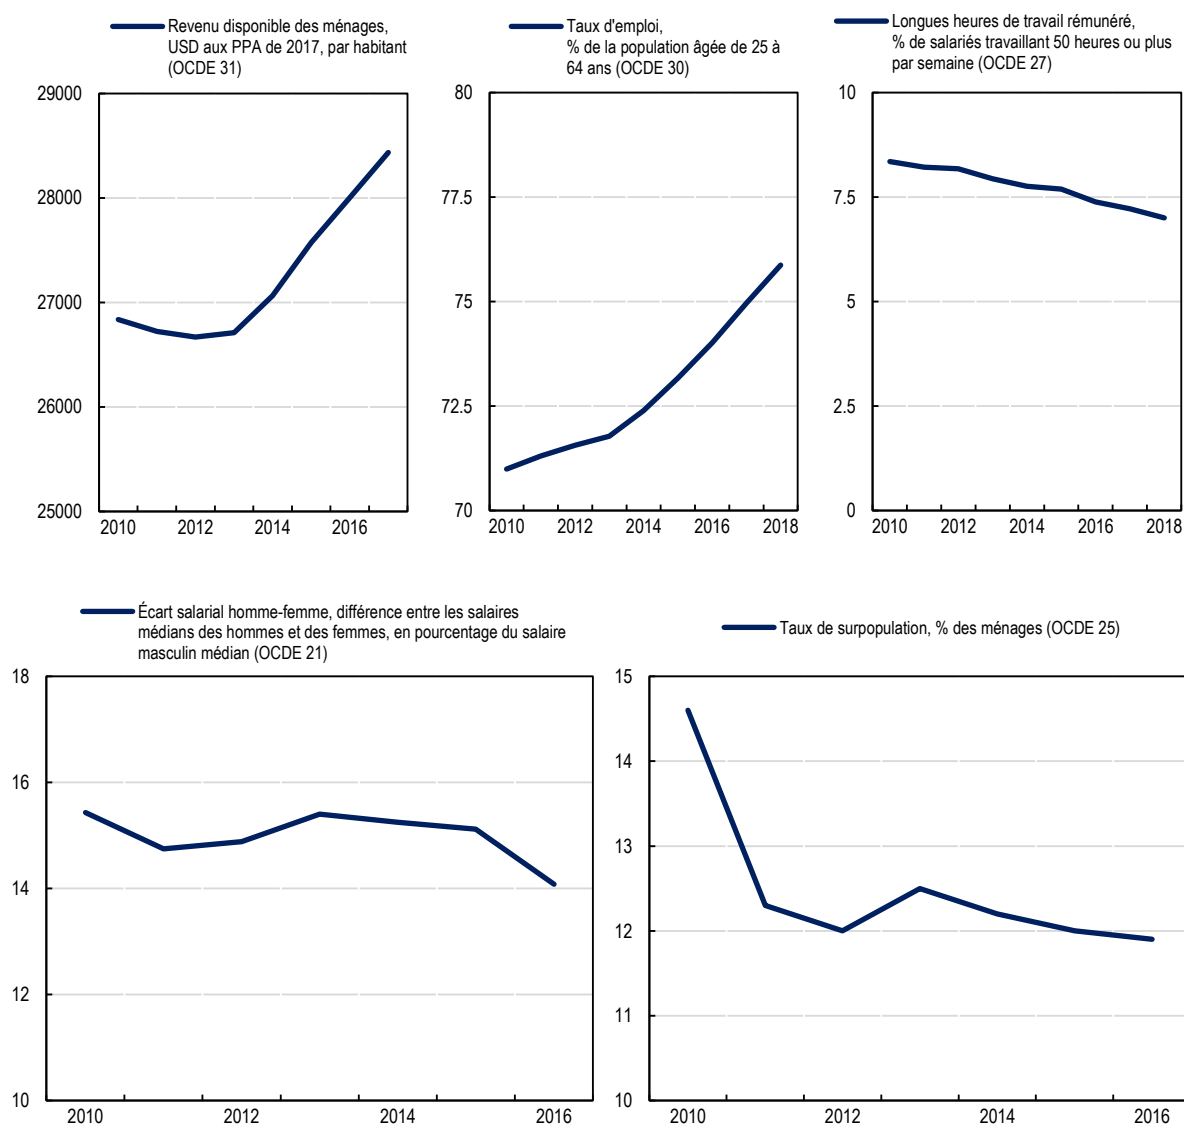 Revenu disponible des ménages,
USD aux PPA de 2017, par habitant
(OCDE 31)
29000
28000
27000
26000
25000
2010 2012 2014 2016
Taux d'emploi,
% de la population âgée de 25 à
64 ans (OCDE 30)
80
77.5
75
72.5
70
2010 2012 2014 2016 2018
Longues heures de travail rémunéré,
% de salariés travaillant 50 heures ou plus
par semaine (OCDE 27)
10
7.5
5
2.5
0
2010 2012 2014 2016 2018
Écart salarial homme-femme, différence entre les salaires
médians des hommes et des femmes, en pourcentage du salaire
masculin médian (OCDE 21)
18
16
14
12
10
2010 2012 2014 2016
Taux de surpopulation, % des ménages (OCDE 25)
15
14
13
12
11
10
2010 2012 2014 2016